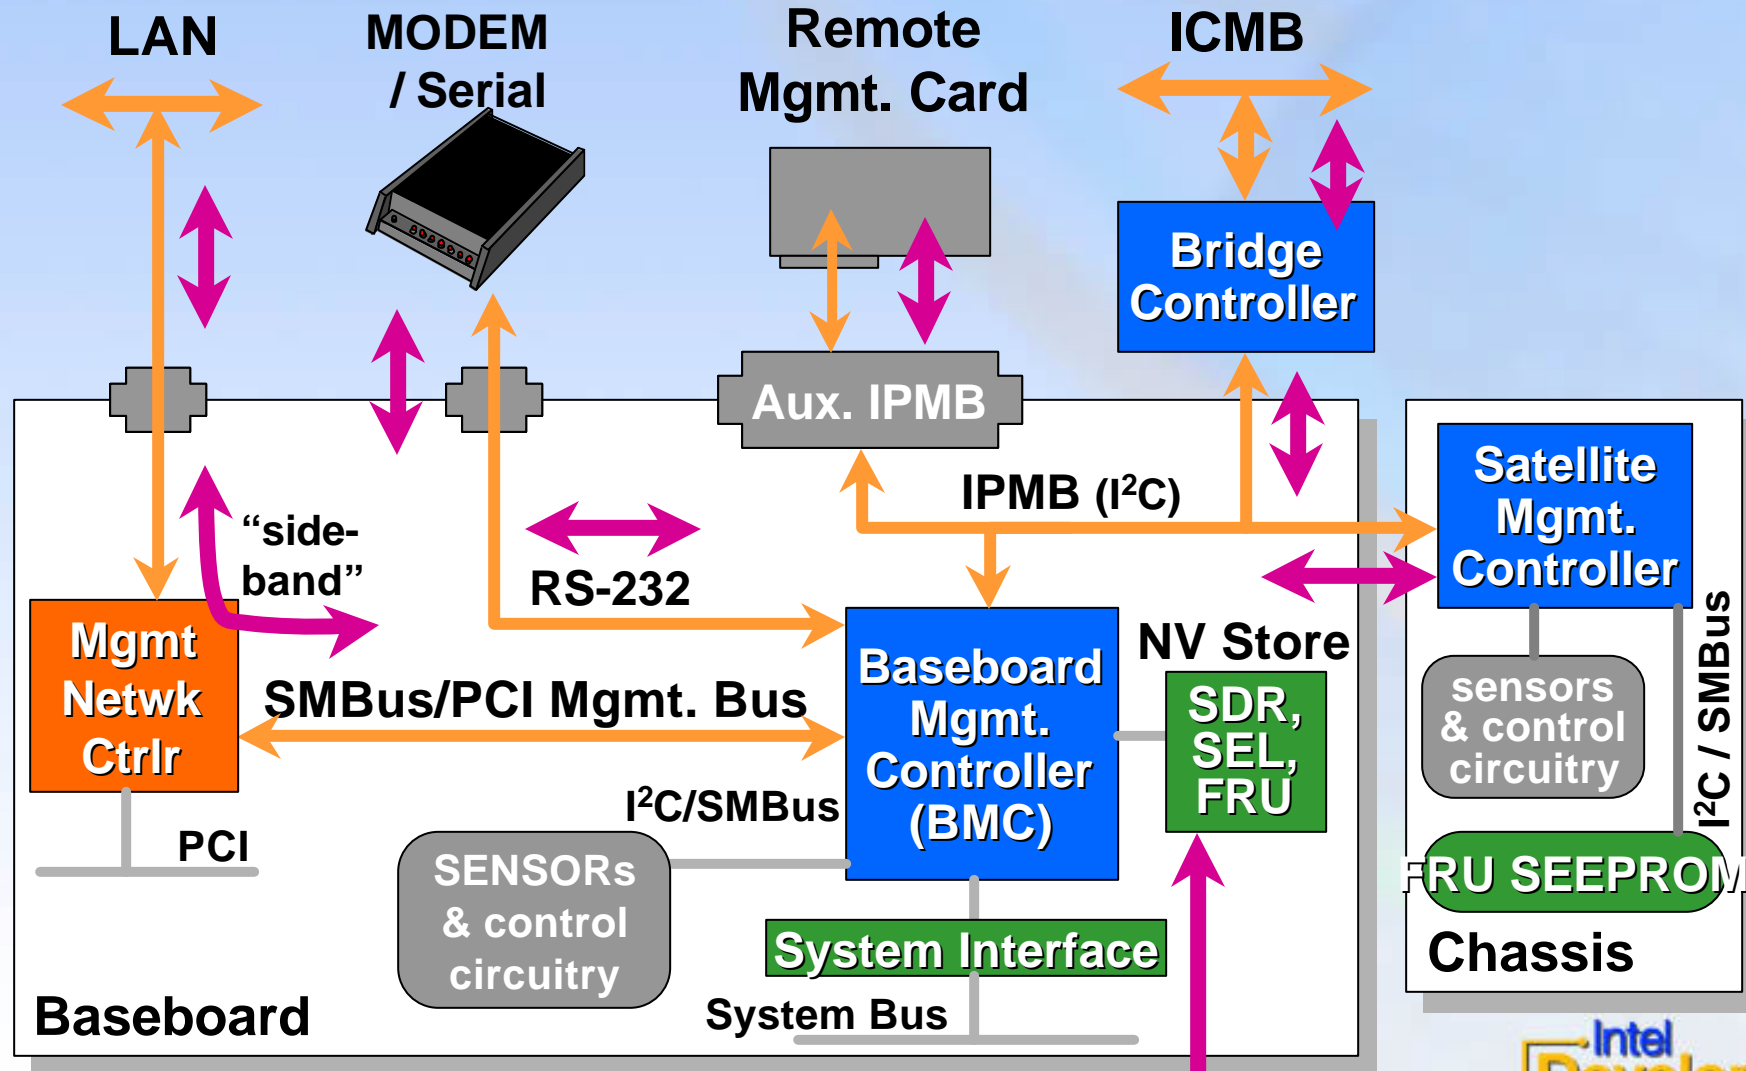 LAN
MODEM
/ Serial
Remote
Mgmt. Card
ICMB
Bridge
Controller
Aux. IPMB
IPMB (I²C)
Satellite
Mgmt.
Controller
“side-
band”
RS-232
Mgmt
Netwk
Ctrlr
SMBus/PCI Mgmt. Bus
Baseboard
Mgmt.
Controller
(BMC)
NV Store
SDR,
SEL,
FRU
sensors
& control
circuitry
I²C / SMBus
I²C/SMBus
PCI
SENSORs
& control
circuitry
FRU SEEPROM
System Interface
Chassis
System Bus
Baseboard
Intel